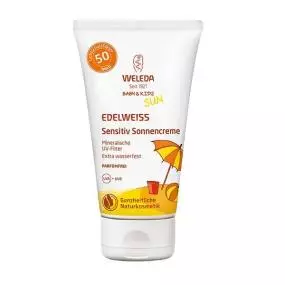 50
WELEDA
Seit 1921
BABY & KIDS
SUN
EDELWEISS
Sensitiv Sonnencreme
Mineralische
UV-Filter
Extra wasserfest
PARFUMFREI
UVA + UVB
Ganzheitliche
Naturkosmetik